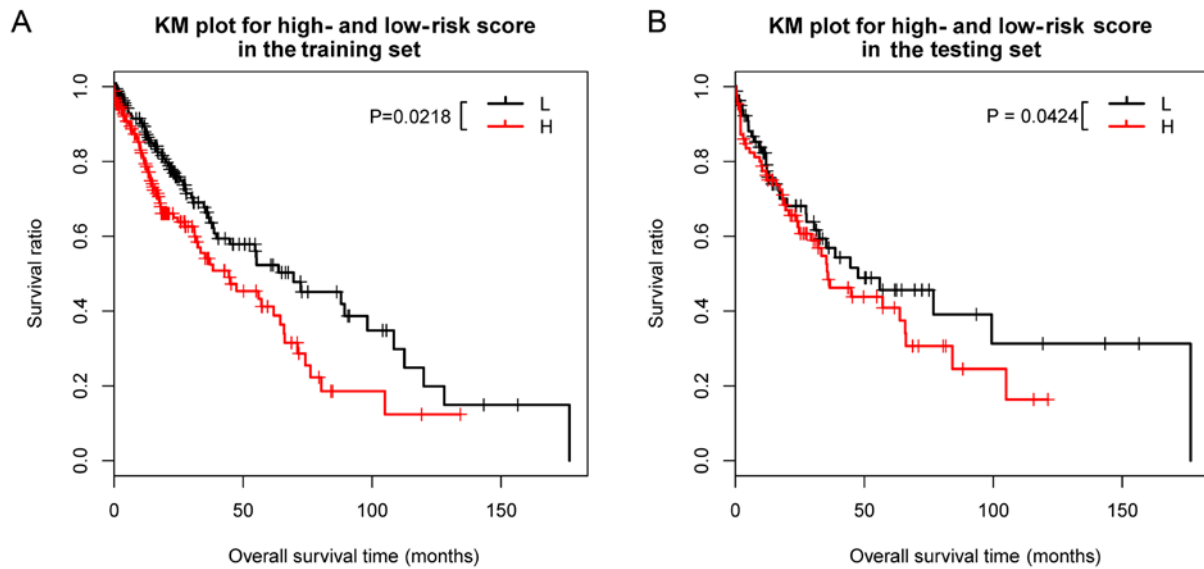 A
KM plot for high- and low-risk score
in the training set
P=0.0218
L
H
1.0
0.8
0.6
0.4
0.2
0.0
Survival ratio
0
50
100
150
Overall survival time (months)
B
KM plot for high- and low-risk score
in the testing set
P = 0.0424
L
H
1.0
0.8
0.6
0.4
0.2
0.0
Survival ratio
0
50
100
150
Overall survival time (months)